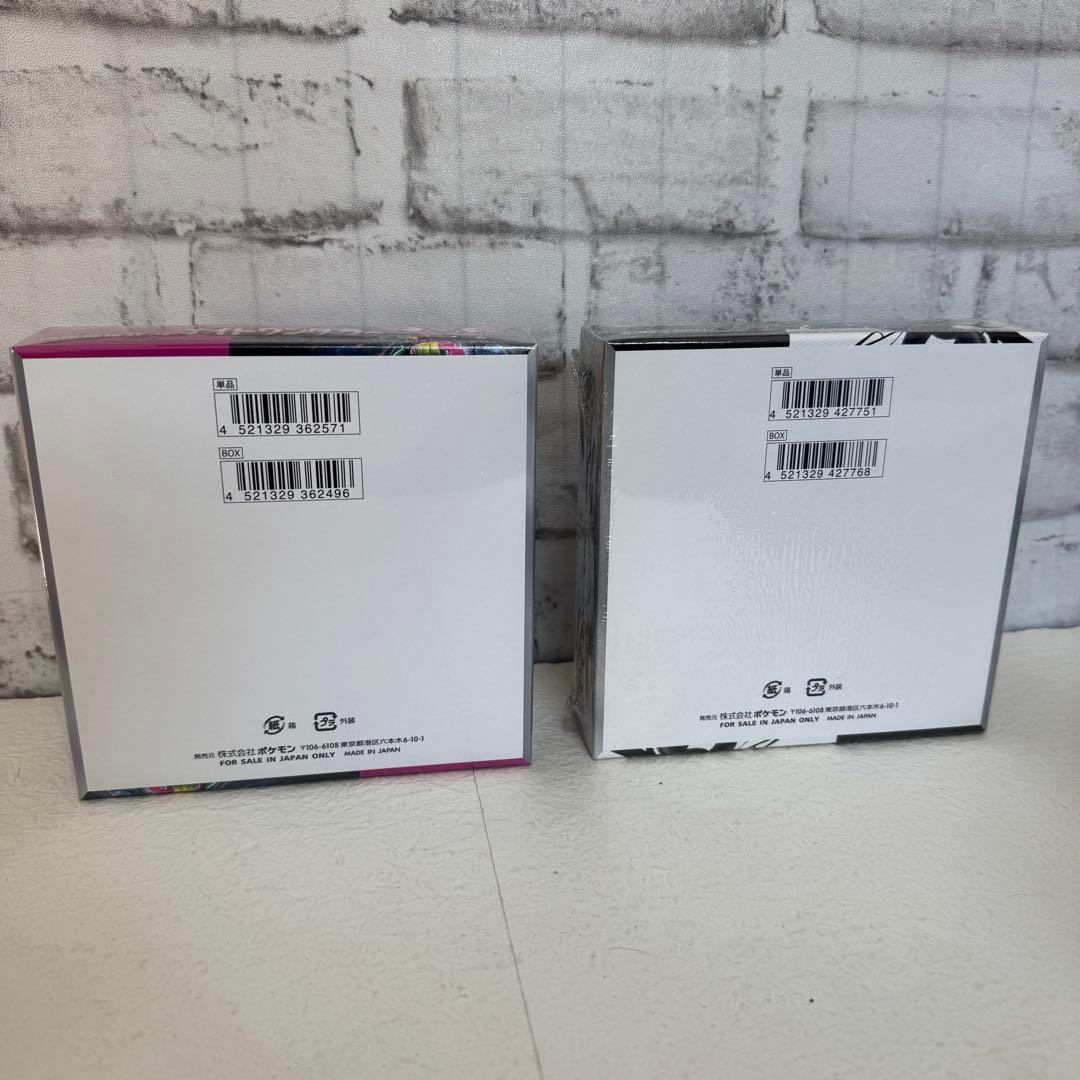 単品
4 521329 362571
BOX
4 521329 362496
紙 箱 プラ 外装
発売元 株式会社 ポケモン 〒106-6108 東京都港区六本木6-10-1
FOR SALE IN JAPAN ONLY MADE IN JAPAN
単品
4 521329 427751
BOX
4 521329 427768
紙 箱 プラ 外装
発売元 株式会社 ポケモン 〒106-6108 東京都港区六本木6-10-1
FOR SALE IN JAPAN ONLY MADE IN JAPAN